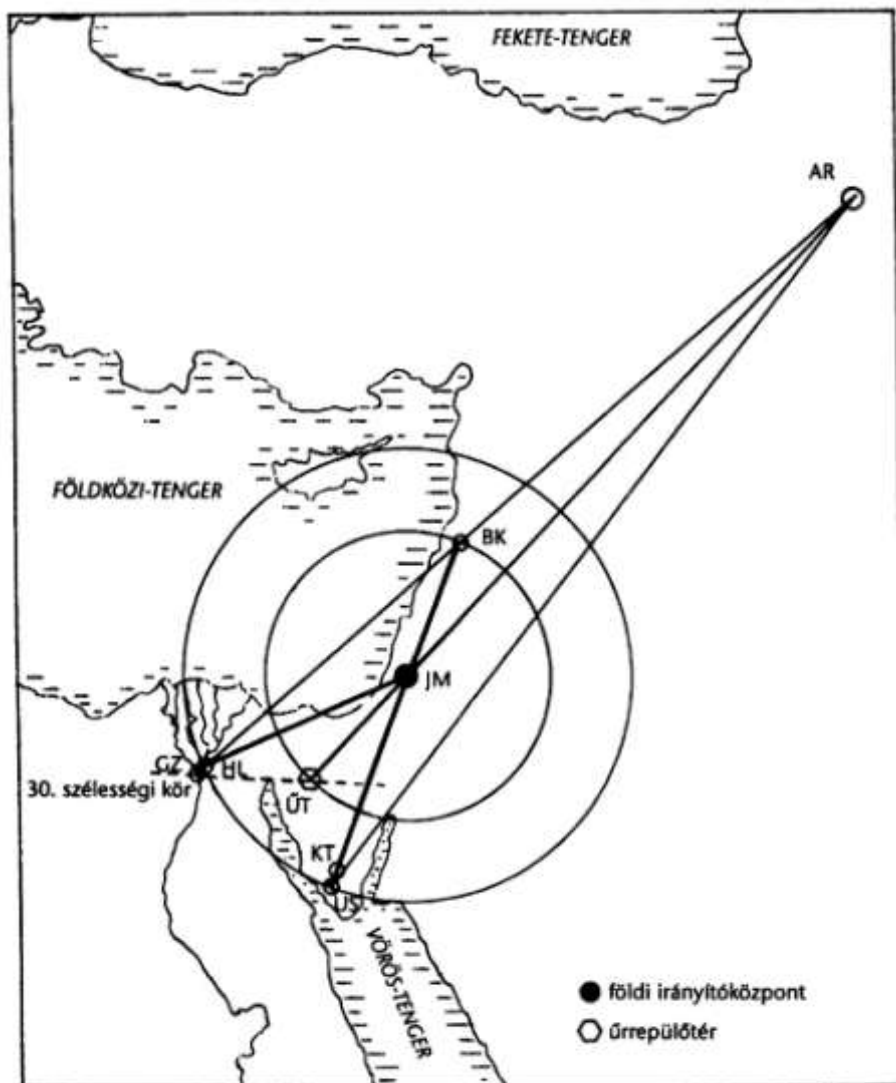 FEKETE-TENGER
AR
FÖLDKÖZI-TENGER
BK
JM
GZ HL
30. szélességi kör
ŰT
KT
US
VÖRÖS-TENGER
földi irányítóközpont
űrrepülőtér